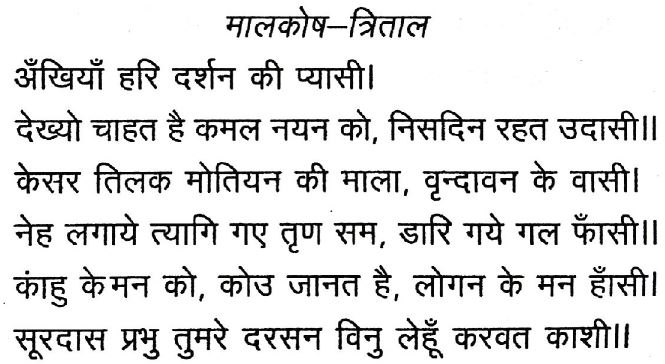 मालकोष–त्रिताल
अँखियाँ हरि दर्शन की प्यासी।
देख्यो चाहत है कमल नयन को, निसदिन रहत उदासी॥
केसर तिलक मोतियन की माला, वृन्दावन के वासी।
नेह लगाये त्यागि गए तृण सम, डारि गये गल फाँसी॥
कांहु के मन को, कोउ जानत है, लोगन के मन हाँसी।
सूरदास प्रभु तुमरे दरसन विनु लेहूँ करवत काशी॥